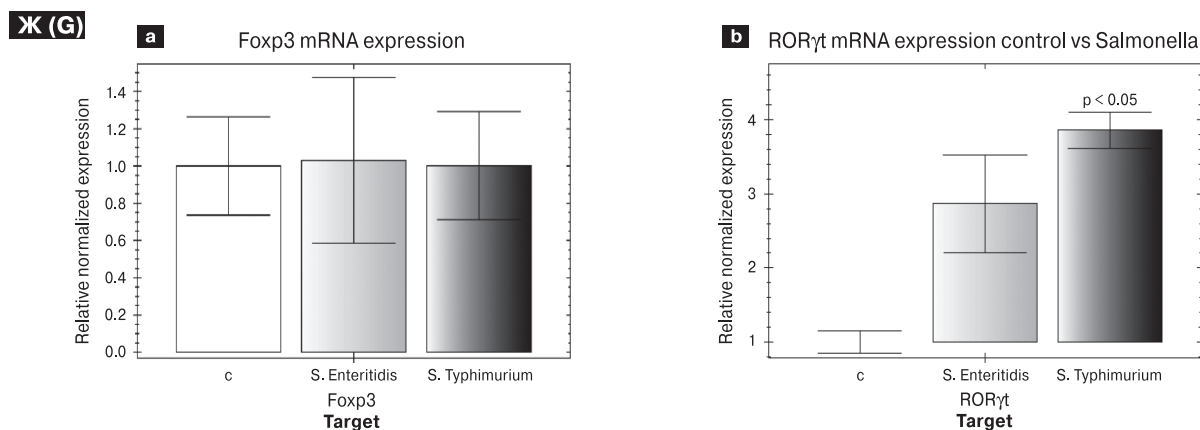 Ж (G)
a
Foxp3 mRNA expression
Relative normalized expression
1.4
1.2
1.0
0.8
0.6
0.4
0.2
0.0
c
S. Enteritidis
S. Typhimurium
Foxp3
Target
b
RORγt mRNA expression control vs Salmonella
Relative normalized expression
p < 0.05
4
3
2
1
c
S. Enteritidis
S. Typhimurium
RORγt
Target